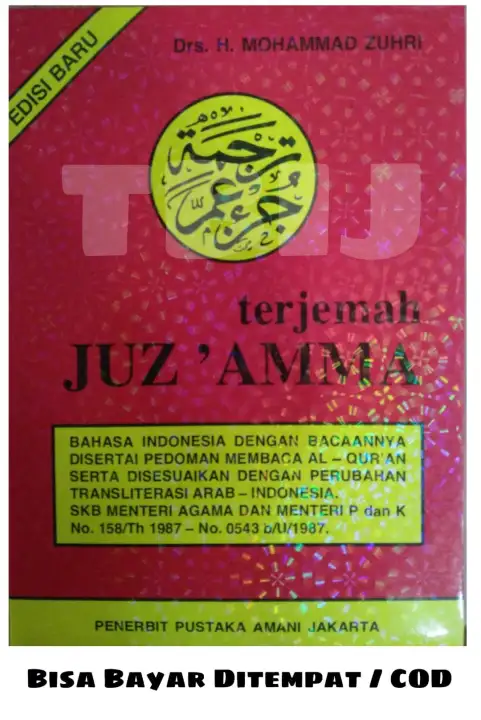 EDISI BARU
Drs. H. MOHAMMAD ZUHRI
ترجمة
جزء عم
terjemah
JUZ 'AMMA
BAHASA INDONESIA DENGAN BACAANNYA
DISERTAI PEDOMAN MEMBACA AL – QUR'AN
SERTA DISESUAIKAN DENGAN PERUBAHAN
TRANSLITERASI ARAB – INDONESIA.
SKB MENTERI AGAMA DAN MENTERI P dan K
No. 158/Th 1987 – No. 0543 b/U/1987.
PENERBIT PUSTAKA AMANI JAKARTA
BISA BAYAR DITEMPAT / COD